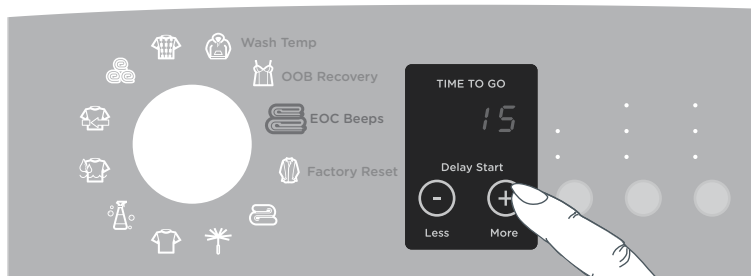 Wash Temp
OOB Recovery
EOC Beeps
Factory Reset
TIME TO GO
15
Delay Start
- +
Less More